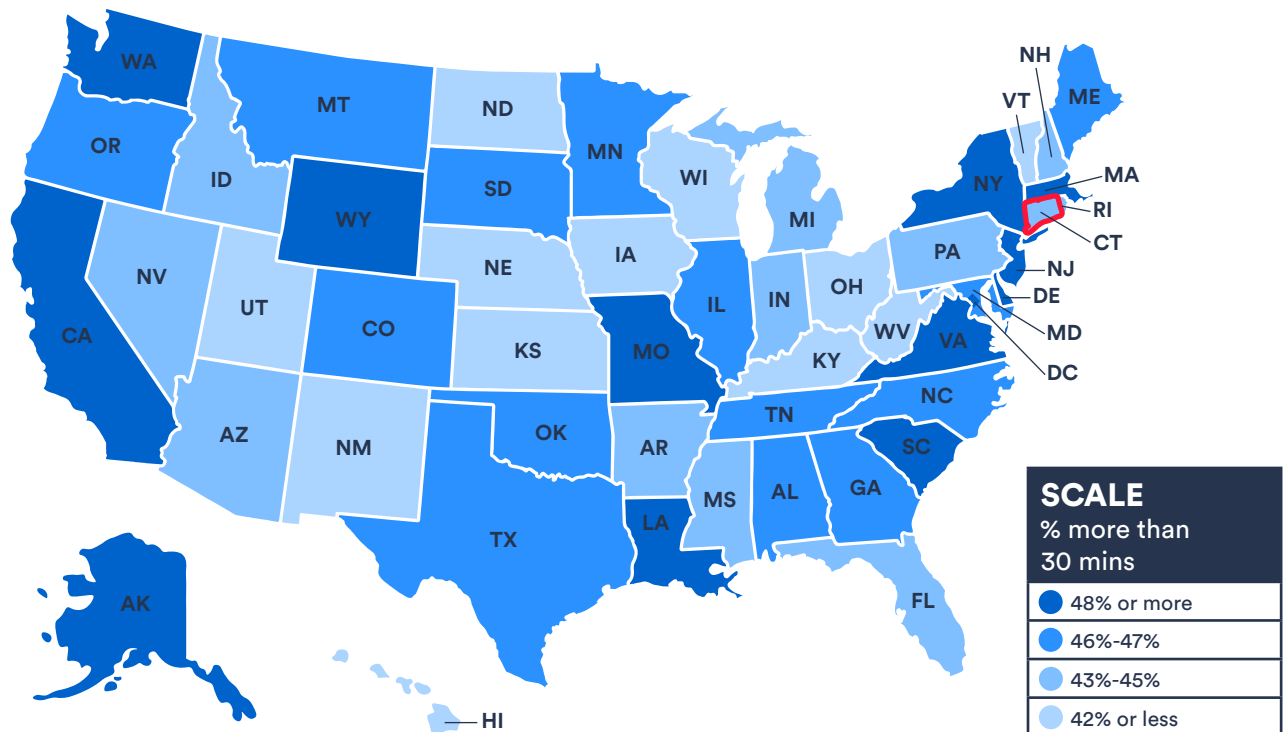 WA
NH
ME
MT
ND
VT
OR
MN
ID
SD
WI
NY
MA
WY
MI
RI
CT
PA
NV
IA
NE
NJ
OH
UT
IL
IN
DE
CO
WV
MD
CA
KS
MO
VA
KY
DC
NC
TN
AZ
OK
NM
AR
SC
GA
MS
AL
LA
TX
FL
AK
HI
SCALE
% more than
30 mins
48% or more
46%-47%
43%-45%
42% or less